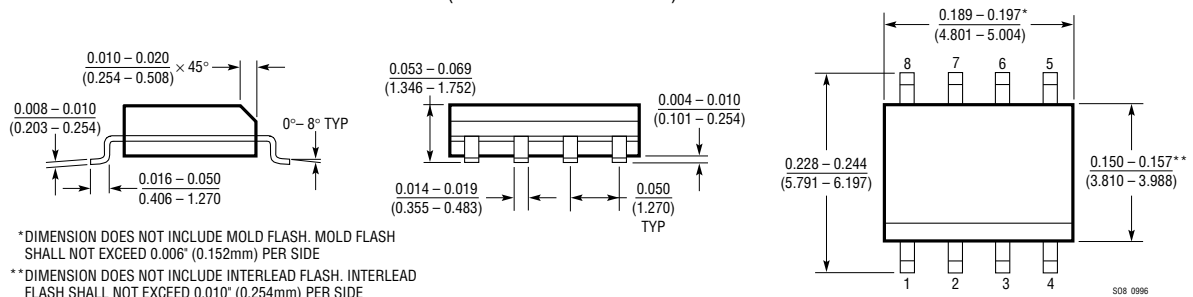 0.010 – 0.020
(0.254 – 0.508)
× 45°
0.008 – 0.010
(0.203 – 0.254)
0°– 8° TYP
0.016 – 0.050
0.406 – 1.270
0.053 – 0.069
(1.346 – 1.752)
0.004 – 0.010
(0.101 – 0.254)
0.014 – 0.019
(0.355 – 0.483)
0.050
(1.270)
TYP
0.189 – 0.197*
(4.801 – 5.004)
8 7 6 5
0.228 – 0.244
(5.791 – 6.197)
0.150 – 0.157**
(3.810 – 3.988)
1 2 3 4
*DIMENSION DOES NOT INCLUDE MOLD FLASH. MOLD FLASH
SHALL NOT EXCEED 0.006" (0.152mm) PER SIDE
**DIMENSION DOES NOT INCLUDE INTERLEAD FLASH. INTERLEAD
FLASH SHALL NOT EXCEED 0.010" (0.254mm) PER SIDE
SO8 0996